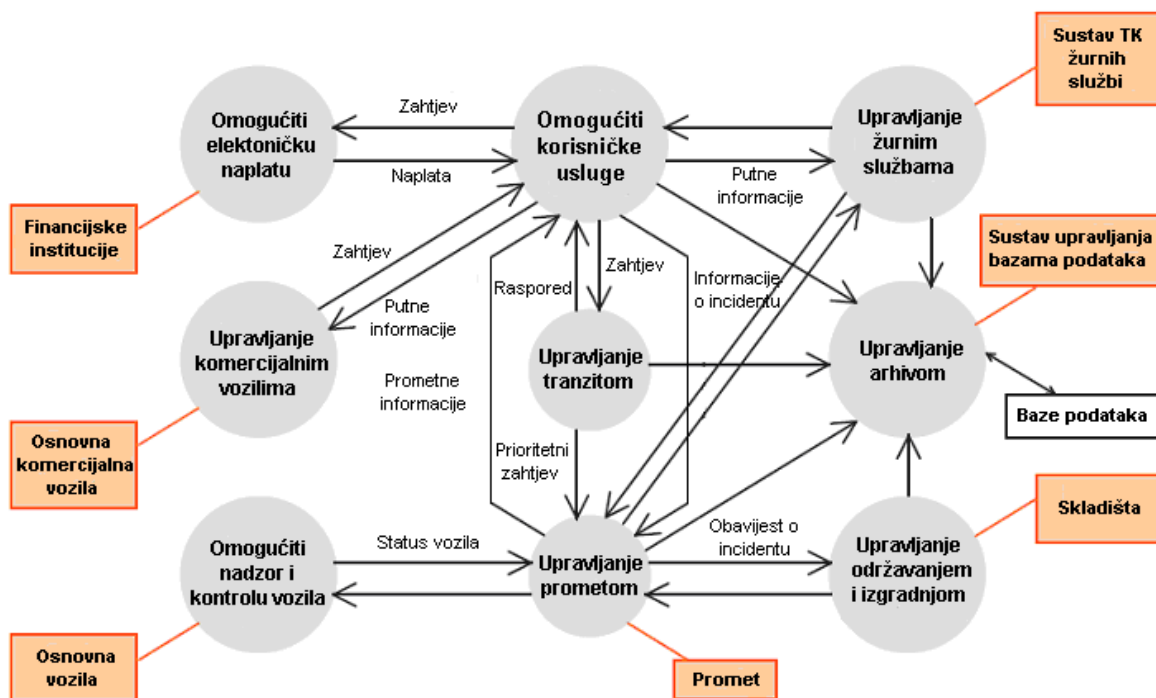 Sustav TK
žurnih
službi
Zahtjev
Omogućiti
elektoničku
naplatu
Omogućiti
korisničke
usluge
Upravljanje
žurnim
službama
Naplata
Putne
informacije
Financijske
institucije
Zahtjev
Raspored
Zahtjev
Informacije
o incidentu
Sustav upravljanja
bazama podataka
Putne
informacije
Upravljanje
komercijalnim
vozilima
Upravljanje
tranzitom
Upravljanje
arhivom
Prometne
informacije
Baze podataka
Osnovna
komercijalna
vozila
Prioritetni
zahtjev
Skladišta
Omogućiti
nadzor i
kontrolu vozila
Status vozila
Upravljanje
prometom
Obavijest o
incidentu
Upravljanje
održavanjem
i izgradnjom
Osnovna
vozila
Promet